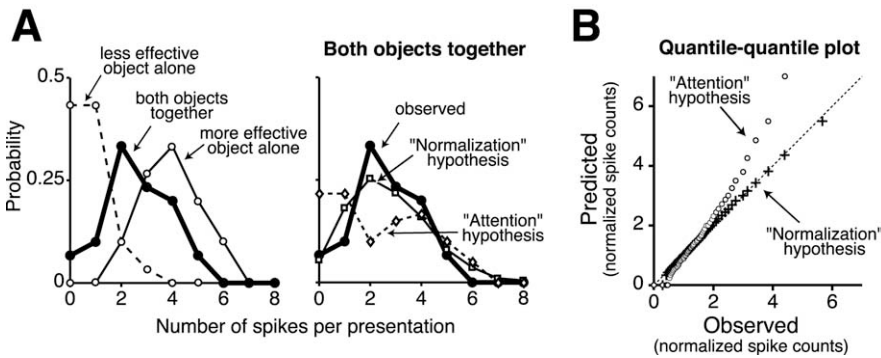 A
less effective
object alone
both objects
together
more effective
object alone
0.5
0.25
0
Probability
0 2 4 6 8
Both objects together
observed
"Normalization"
hypothesis
"Attention"
hypothesis
0 2 4 6 8
Number of spikes per presentation
B
Quantile-quantile plot
"Attention"
hypothesis
"Normalization"
hypothesis
6
4
2
0
Predicted
(normalized spike counts)
0 2 4 6
Observed
(normalized spike counts)